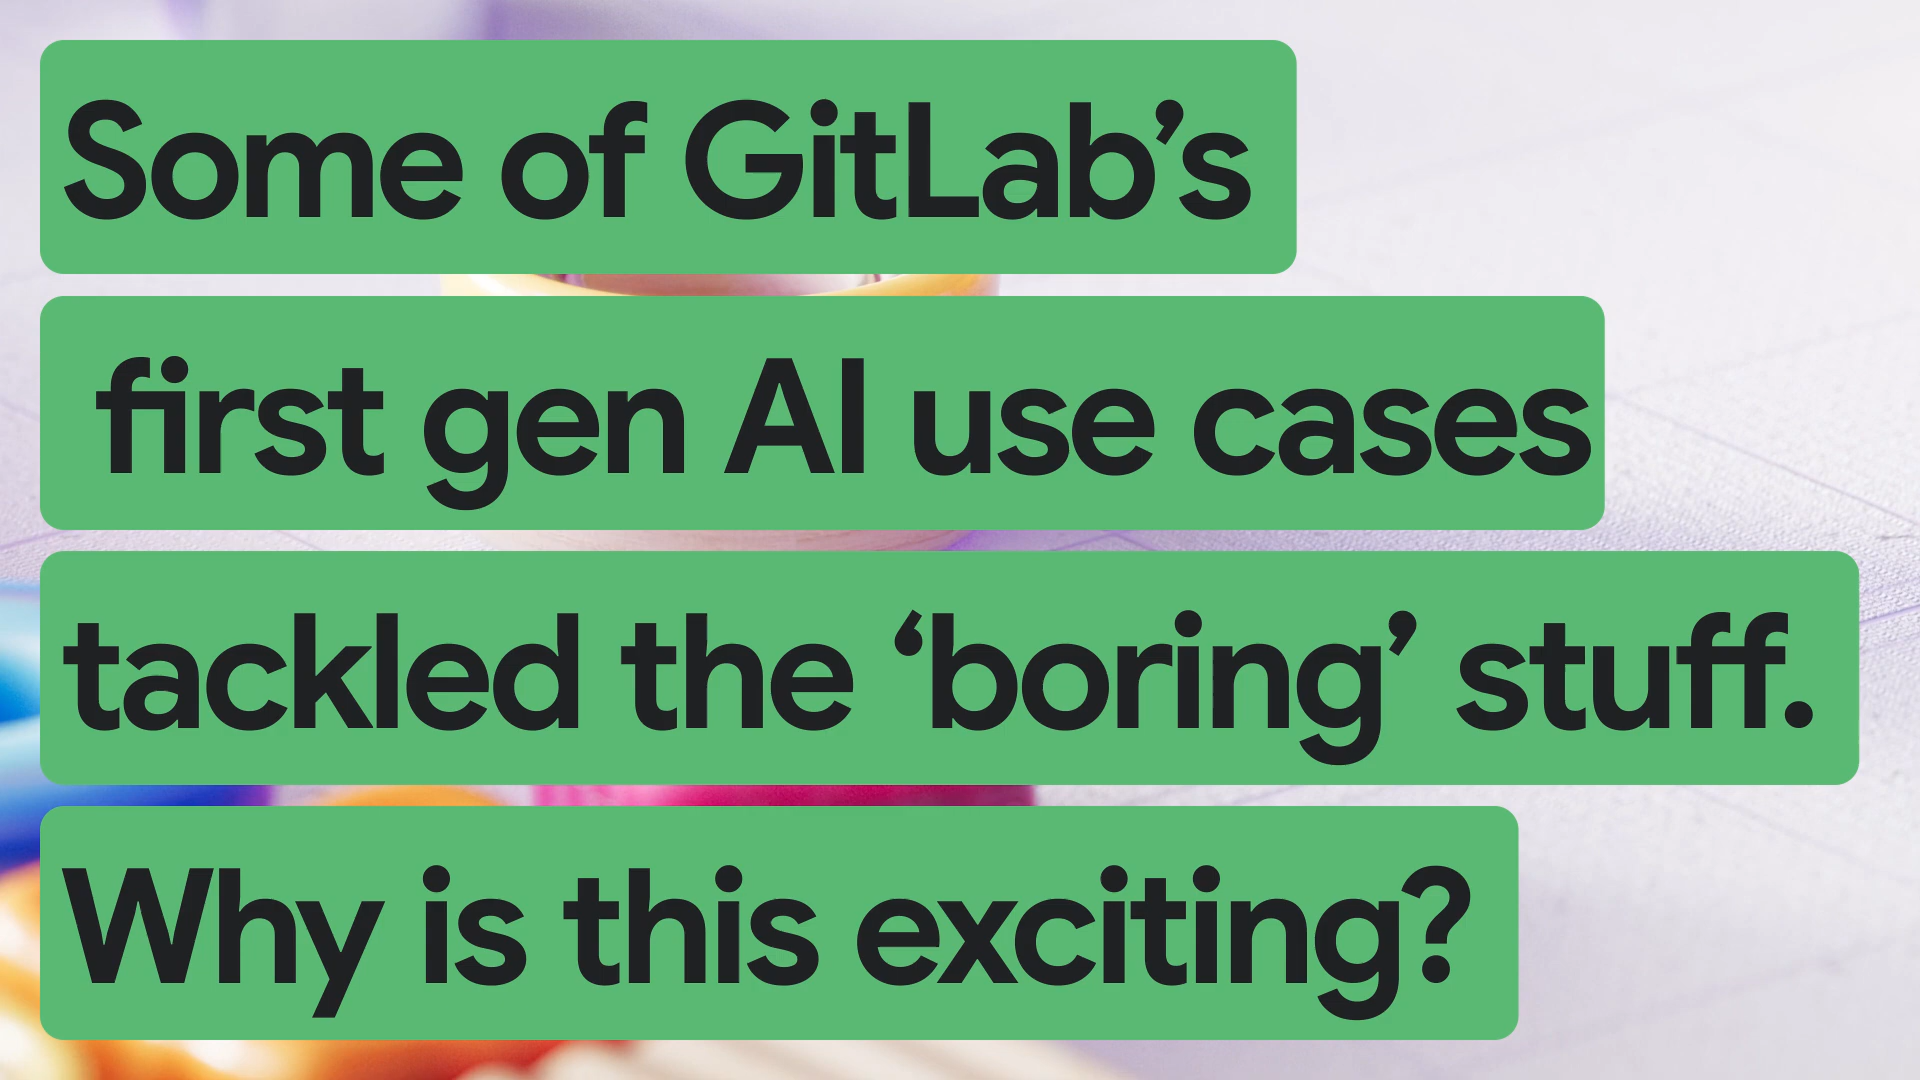 Some of GitLab’s
first gen AI use cases
tackled the ‘boring’ stuff.
Why is this exciting?